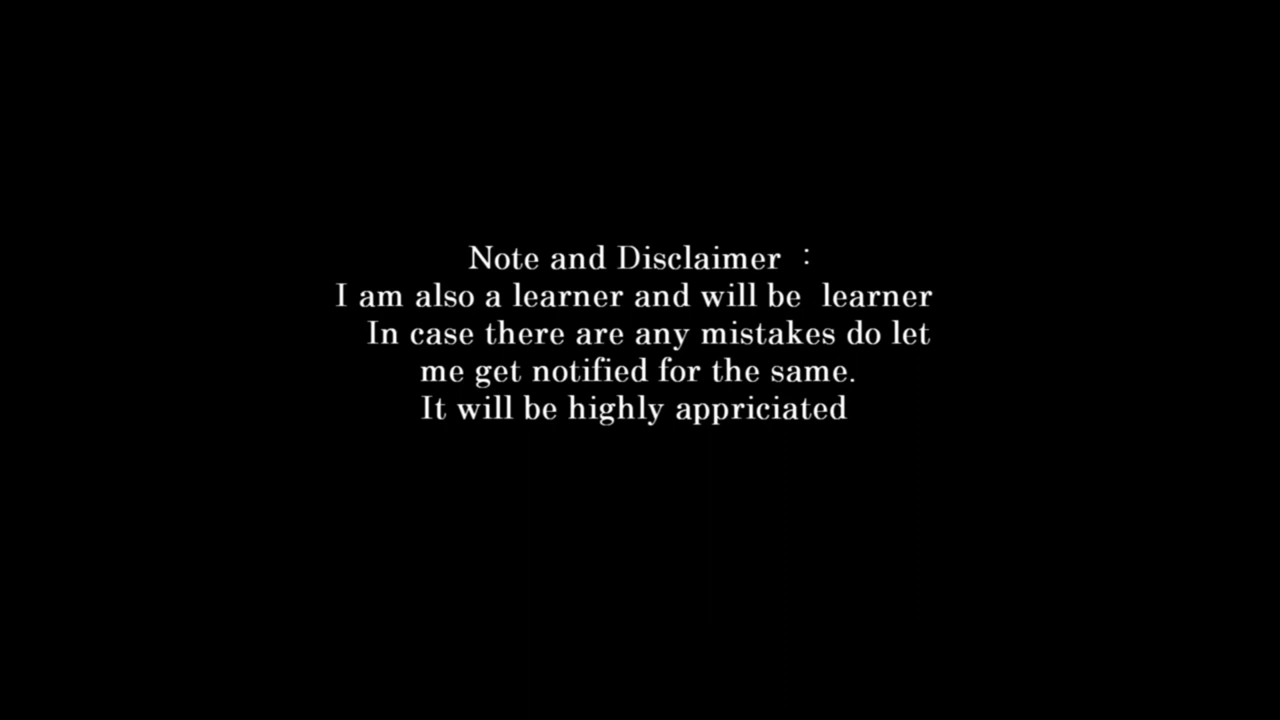 Note and Disclaimer :
I am also a learner and will be learner
In case there are any mistakes do let
me get notified for the same.
It will be highly appriciated